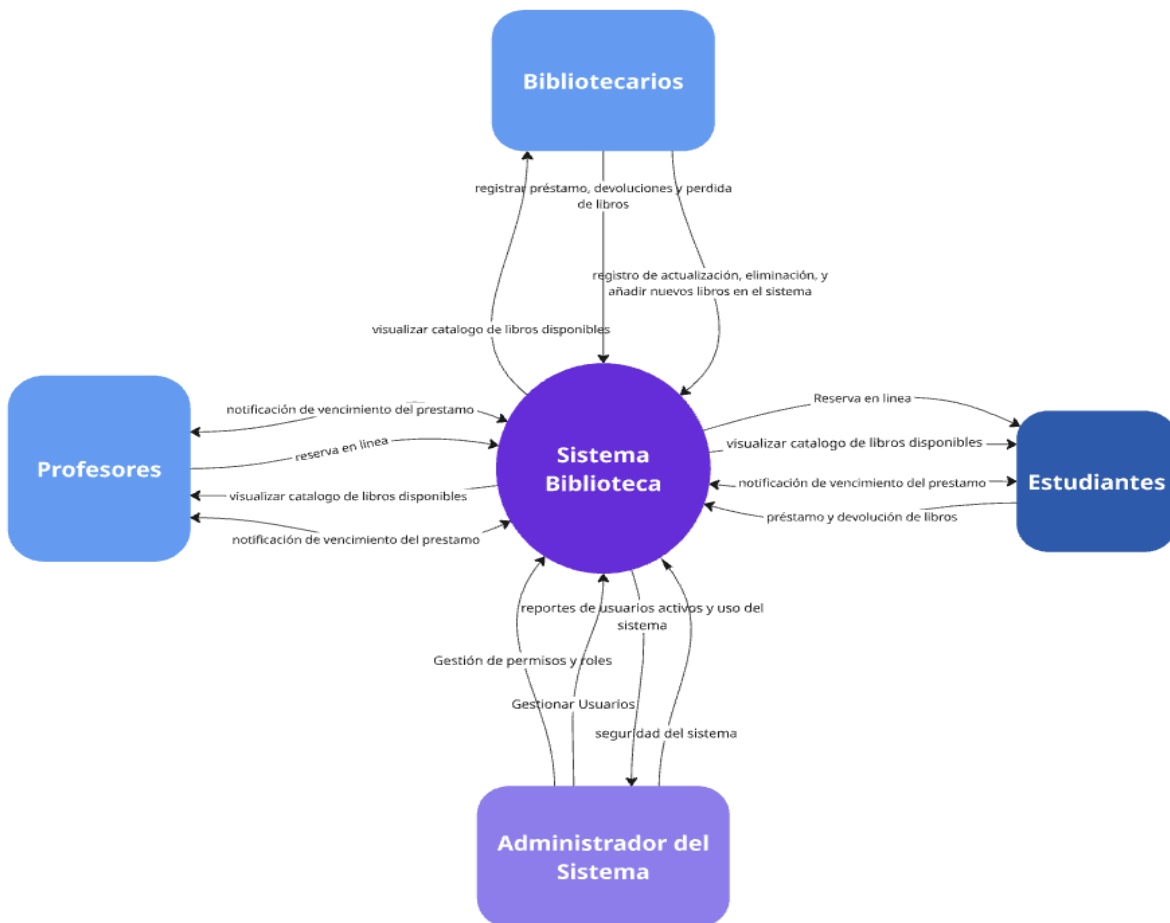 Bibliotecarios
registrar préstamo, devoluciones y perdida
de libros
registro de actualización, eliminación, y
añadir nuevos libros en el sistema
visualizar catalogo de libros disponibles
notificación de vencimiento del prestamo
reserva en linea
visualizar catalogo de libros disponibles
notificación de vencimiento del prestamo
Profesores
Sistema
Biblioteca
Reserva en linea
visualizar catalogo de libros disponibles
notificación de vencimiento del prestamo
préstamo y devolución de libros
Estudiantes
reportes de usuarios activos y uso del
sistema
Gestión de permisos y roles
Gestionar Usuarios
seguridad del sistema
Administrador del
Sistema